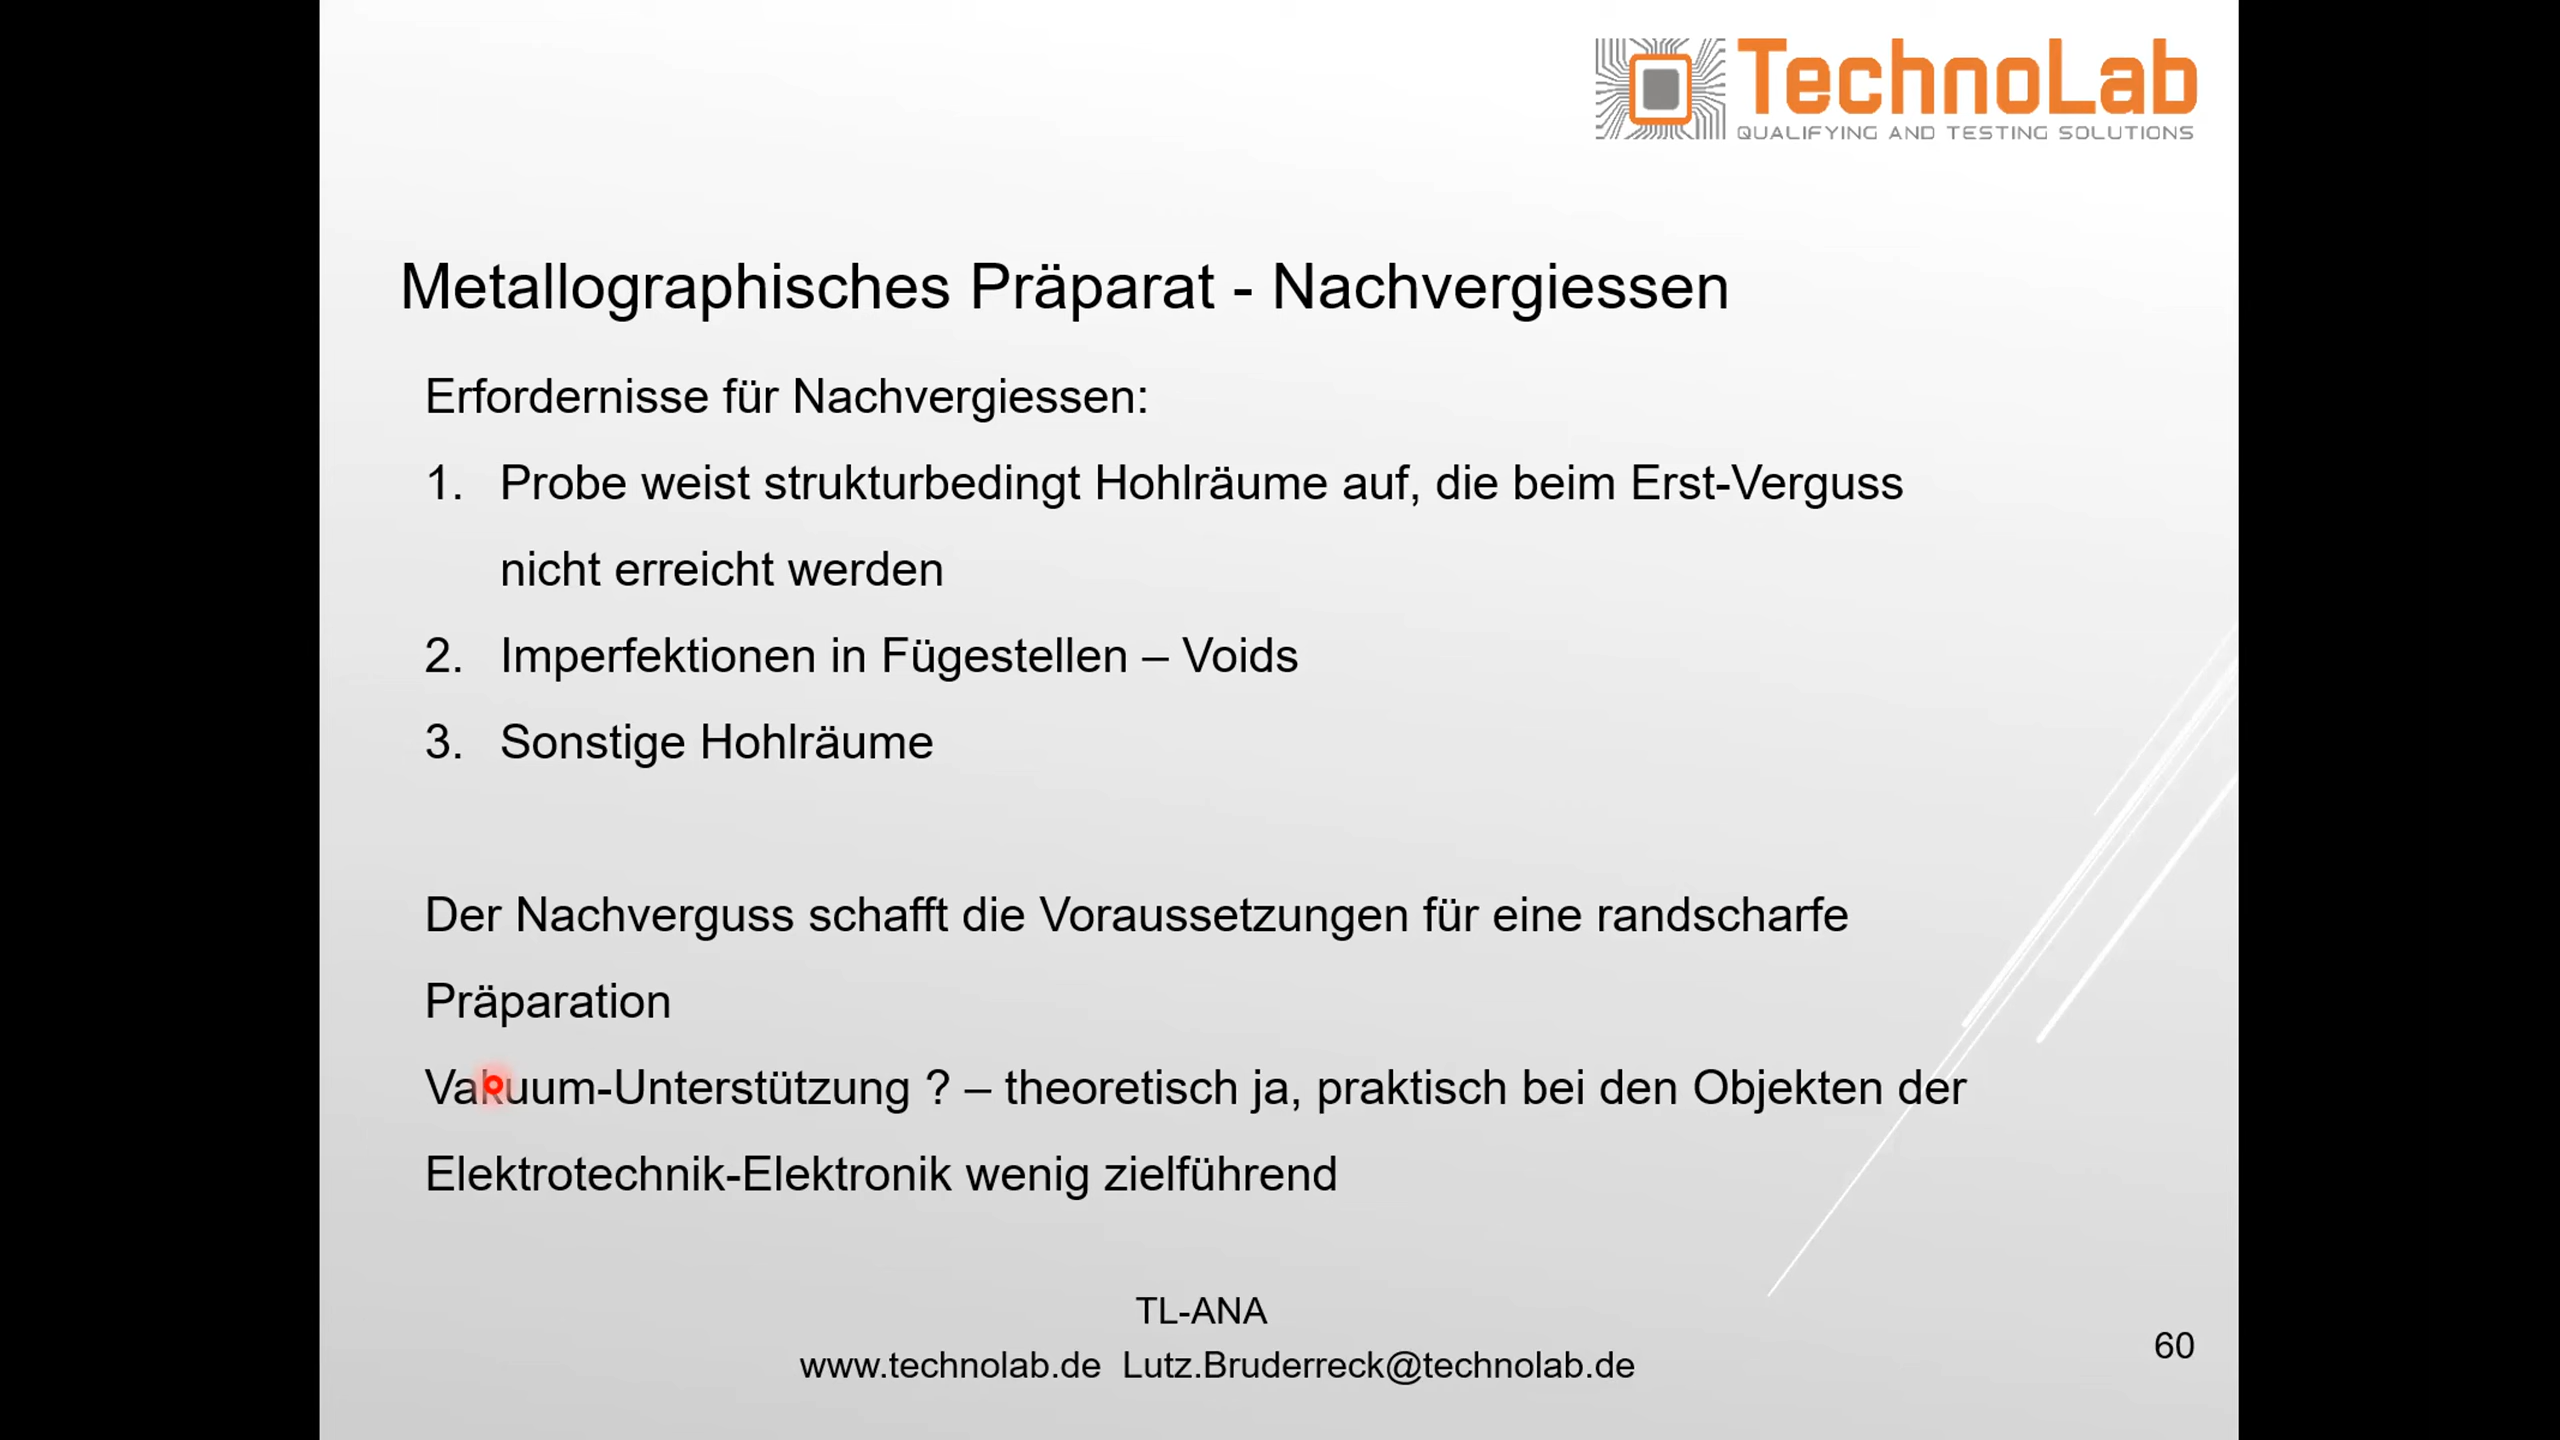 TechnoLab
QUALIFYING AND TESTING SOLUTIONS
Metallographisches Präparat - Nachvergiessen
Erfordernisse für Nachvergiessen:
1. Probe weist strukturbedingt Hohlräume auf, die beim Erst-Verguss
nicht erreicht werden
2. Imperfektionen in Fügestellen – Voids
3. Sonstige Hohlräume
Der Nachverguss schafft die Voraussetzungen für eine randscharfe
Präparation
Vakuum-Unterstützung ? – theoretisch ja, praktisch bei den Objekten der
Elektrotechnik-Elektronik wenig zielführend
TL-ANA
www.technolab.de Lutz.Bruderreck@technolab.de
60